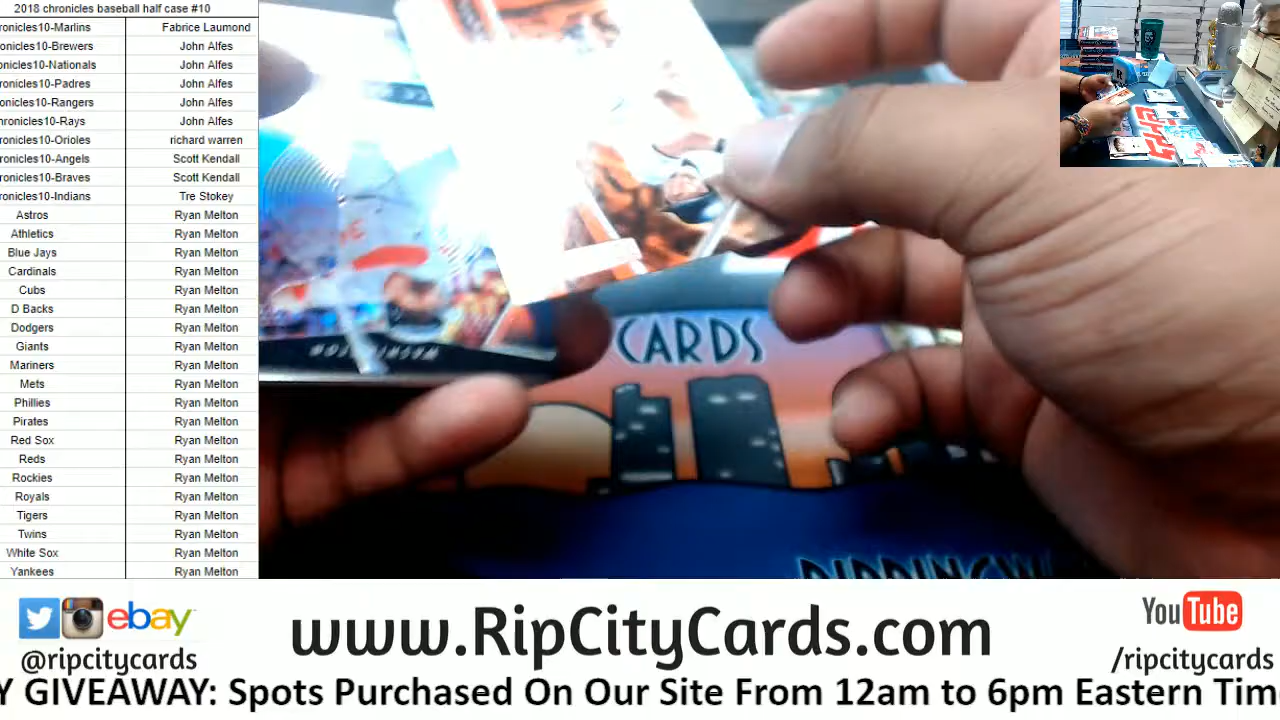 2018 chronicles baseball half case #10
ronicles10-Marlins Fabrice Laumond
onicles10-Brewers John Alfes
onicles10-Nationals John Alfes
onicles10-Padres John Alfes
onicles10-Rangers John Alfes
hronicles10-Rays John Alfes
ronicles10-Orioles richard warren
onicles10-Angels Scott Kendall
ronicles10-Braves Scott Kendall
ronicles10-Indians Tre Stokey
Astros Ryan Melton
Athletics Ryan Melton
Blue Jays Ryan Melton
Cardinals Ryan Melton
Cubs Ryan Melton
D Backs Ryan Melton
Dodgers Ryan Melton
Giants Ryan Melton
Mariners Ryan Melton
Mets Ryan Melton
Phillies Ryan Melton
Pirates Ryan Melton
Red Sox Ryan Melton
Reds Ryan Melton
Rockies Ryan Melton
Royals Ryan Melton
Tigers Ryan Melton
Twins Ryan Melton
White Sox Ryan Melton
Yankees Ryan Melton
CARDS
WASHINGTON
ebay
@ripcitycards
www.RipCityCards.com
YouTube
/ripcitycards
Y GIVEAWAY: Spots Purchased On Our Site From 12am to 6pm Eastern Tim